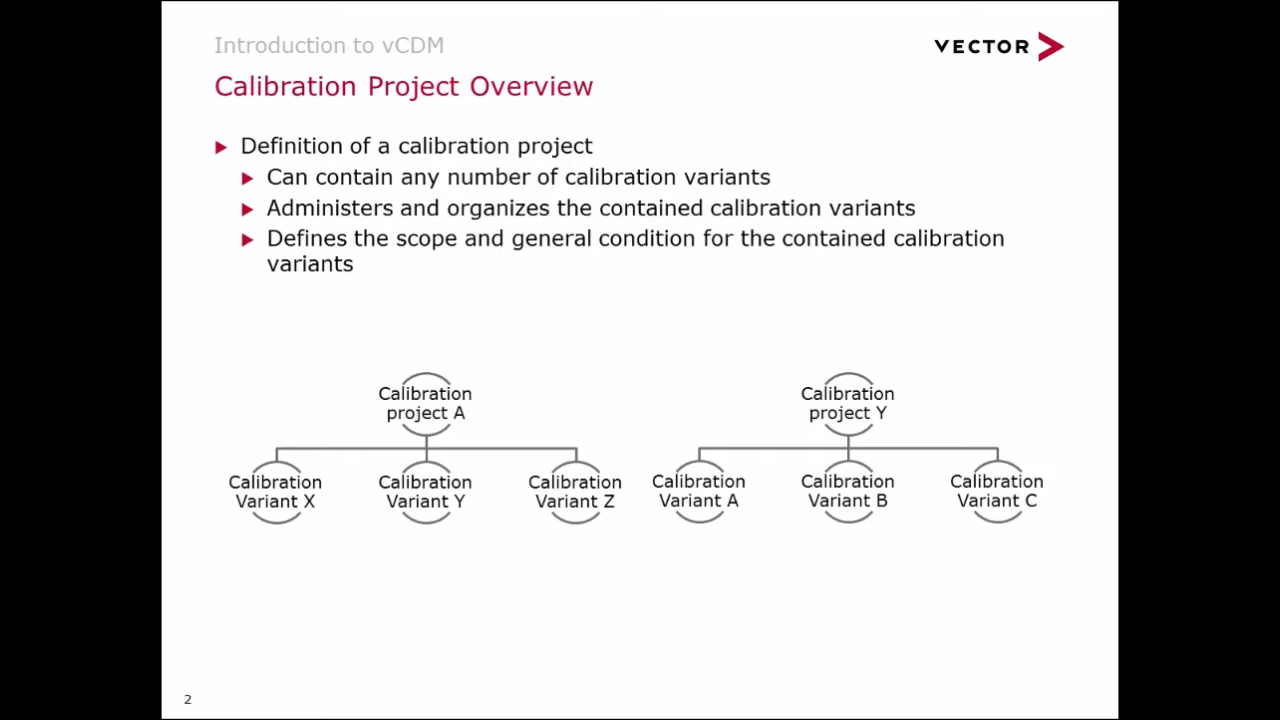 Introduction to vCDM
VECTOR
Calibration Project Overview
Definition of a calibration project
Can contain any number of calibration variants
Administers and organizes the contained calibration variants
Defines the scope and general condition for the contained calibration
variants
Calibration
project A
Calibration
project Y
Calibration
Variant X
Calibration
Variant Y
Calibration
Variant Z
Calibration
Variant A
Calibration
Variant B
Calibration
Variant C
2